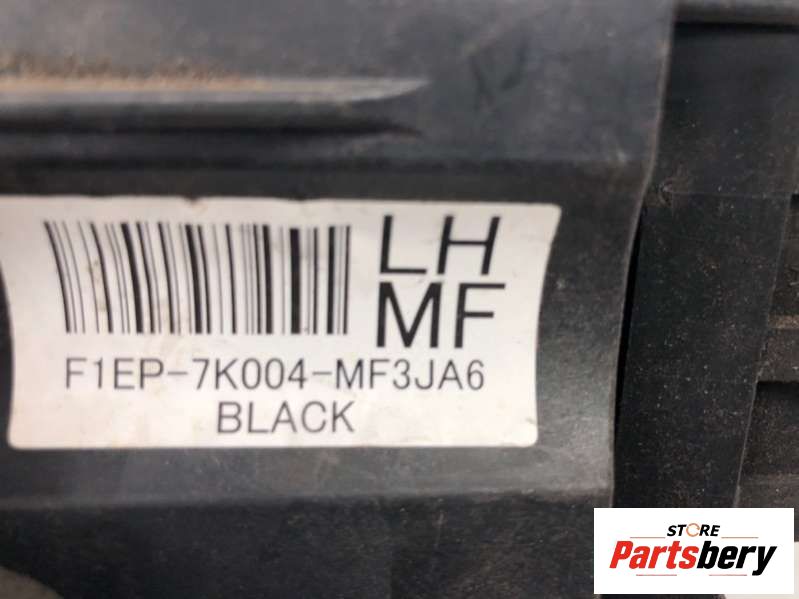 LH
MF
F1EP-7K004-MF3JA6
BLACK
STORE
Partsbery